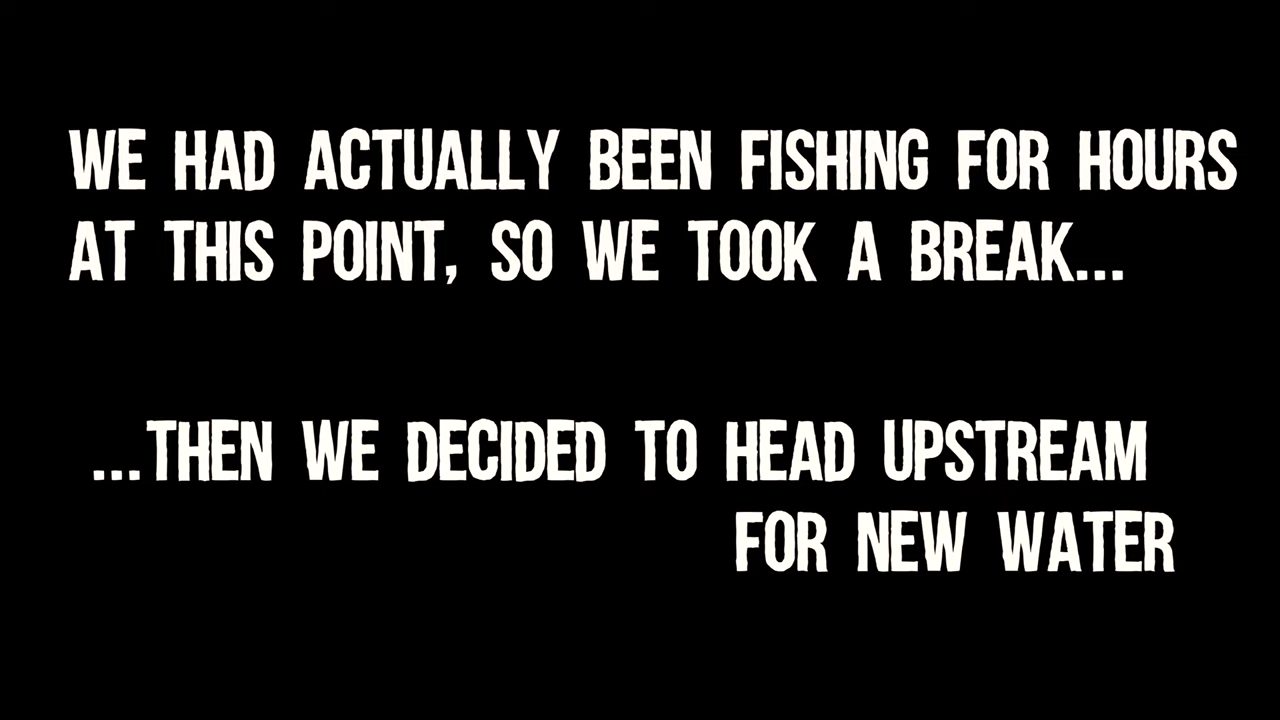 WE HAD ACTUALLY BEEN FISHING FOR HOURS
AT THIS POINT, SO WE TOOK A BREAK...
...THEN WE DECIDED TO HEAD UPSTREAM
FOR NEW WATER